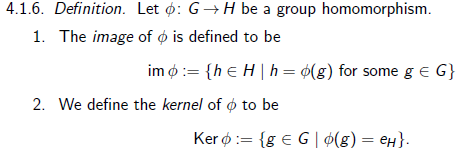 4.1.6. Definition. Let ϕ: G → H be a group homomorphism.
1. The image of ϕ is defined to be
im ϕ := {h ∈ H | h = ϕ(g) for some g ∈ G}
2. We define the kernel of ϕ to be
Ker ϕ := {g ∈ G | ϕ(g) = e_H}.